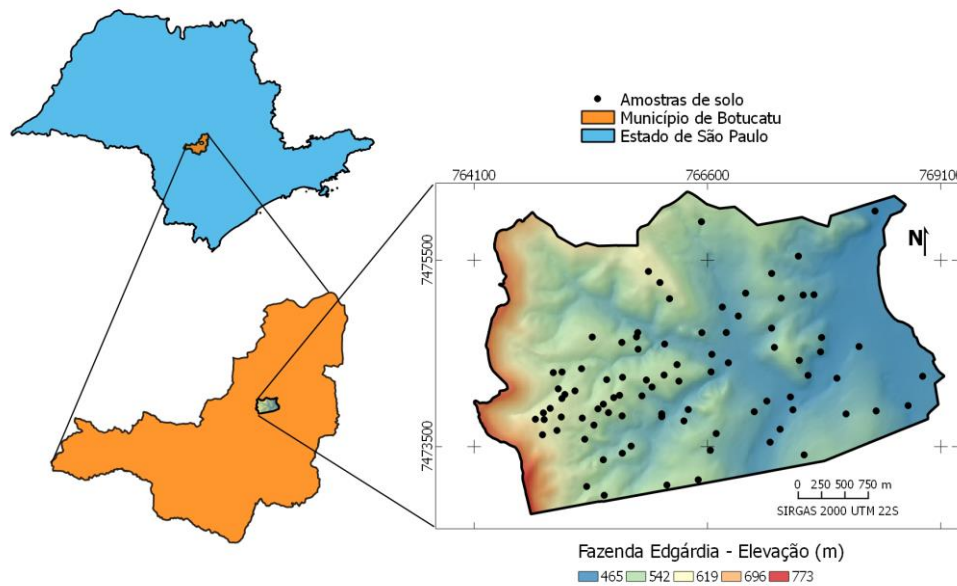 Amostras de solo
Município de Botucatu
Estado de São Paulo
764100 766600 769100
7475500
N
7473500
0 250 500 750 m
SIRGAS 2000 UTM 22S
Fazenda Edgárdia - Elevação (m)
465 542 619 696 773